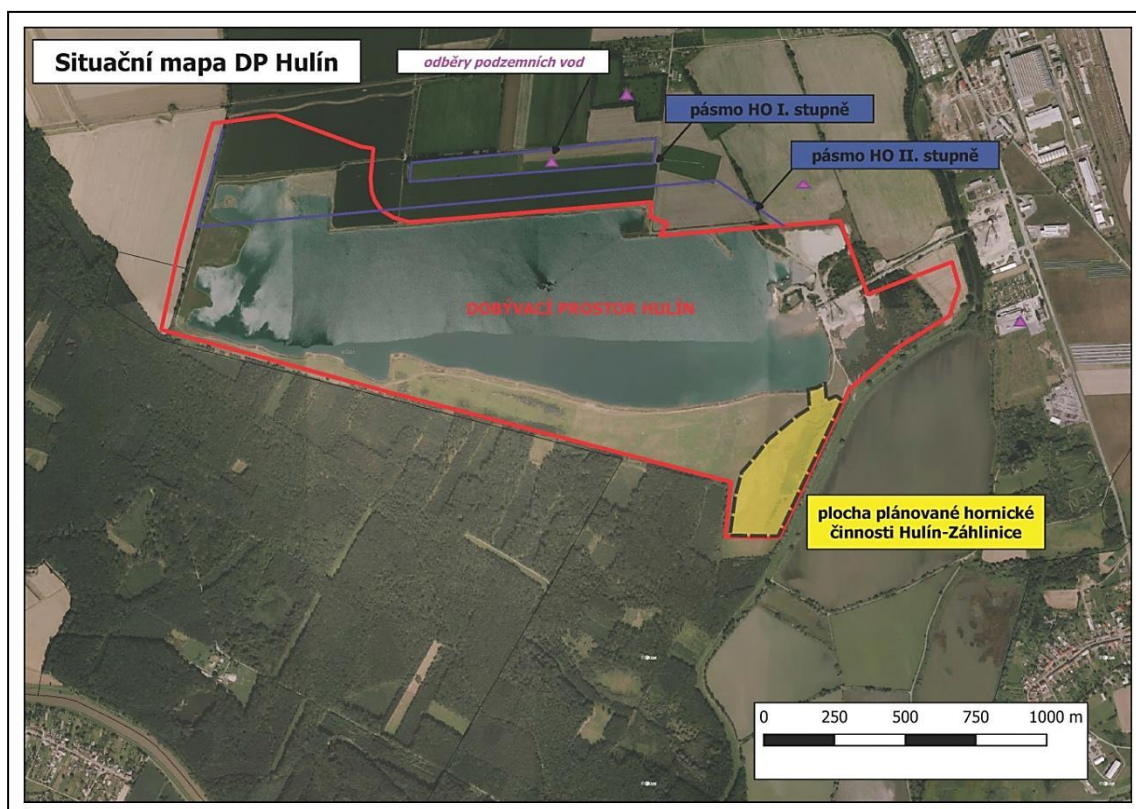 Situační mapa DP Hulín
odběry podzemních vod
pásmo HO I. stupně
pásmo HO II. stupně
DOBÝVACÍ PROSTOR HULÍN
plocha plánované hornické
činnosti Hulín-Záhlinice
0 250 500 750 1000 m